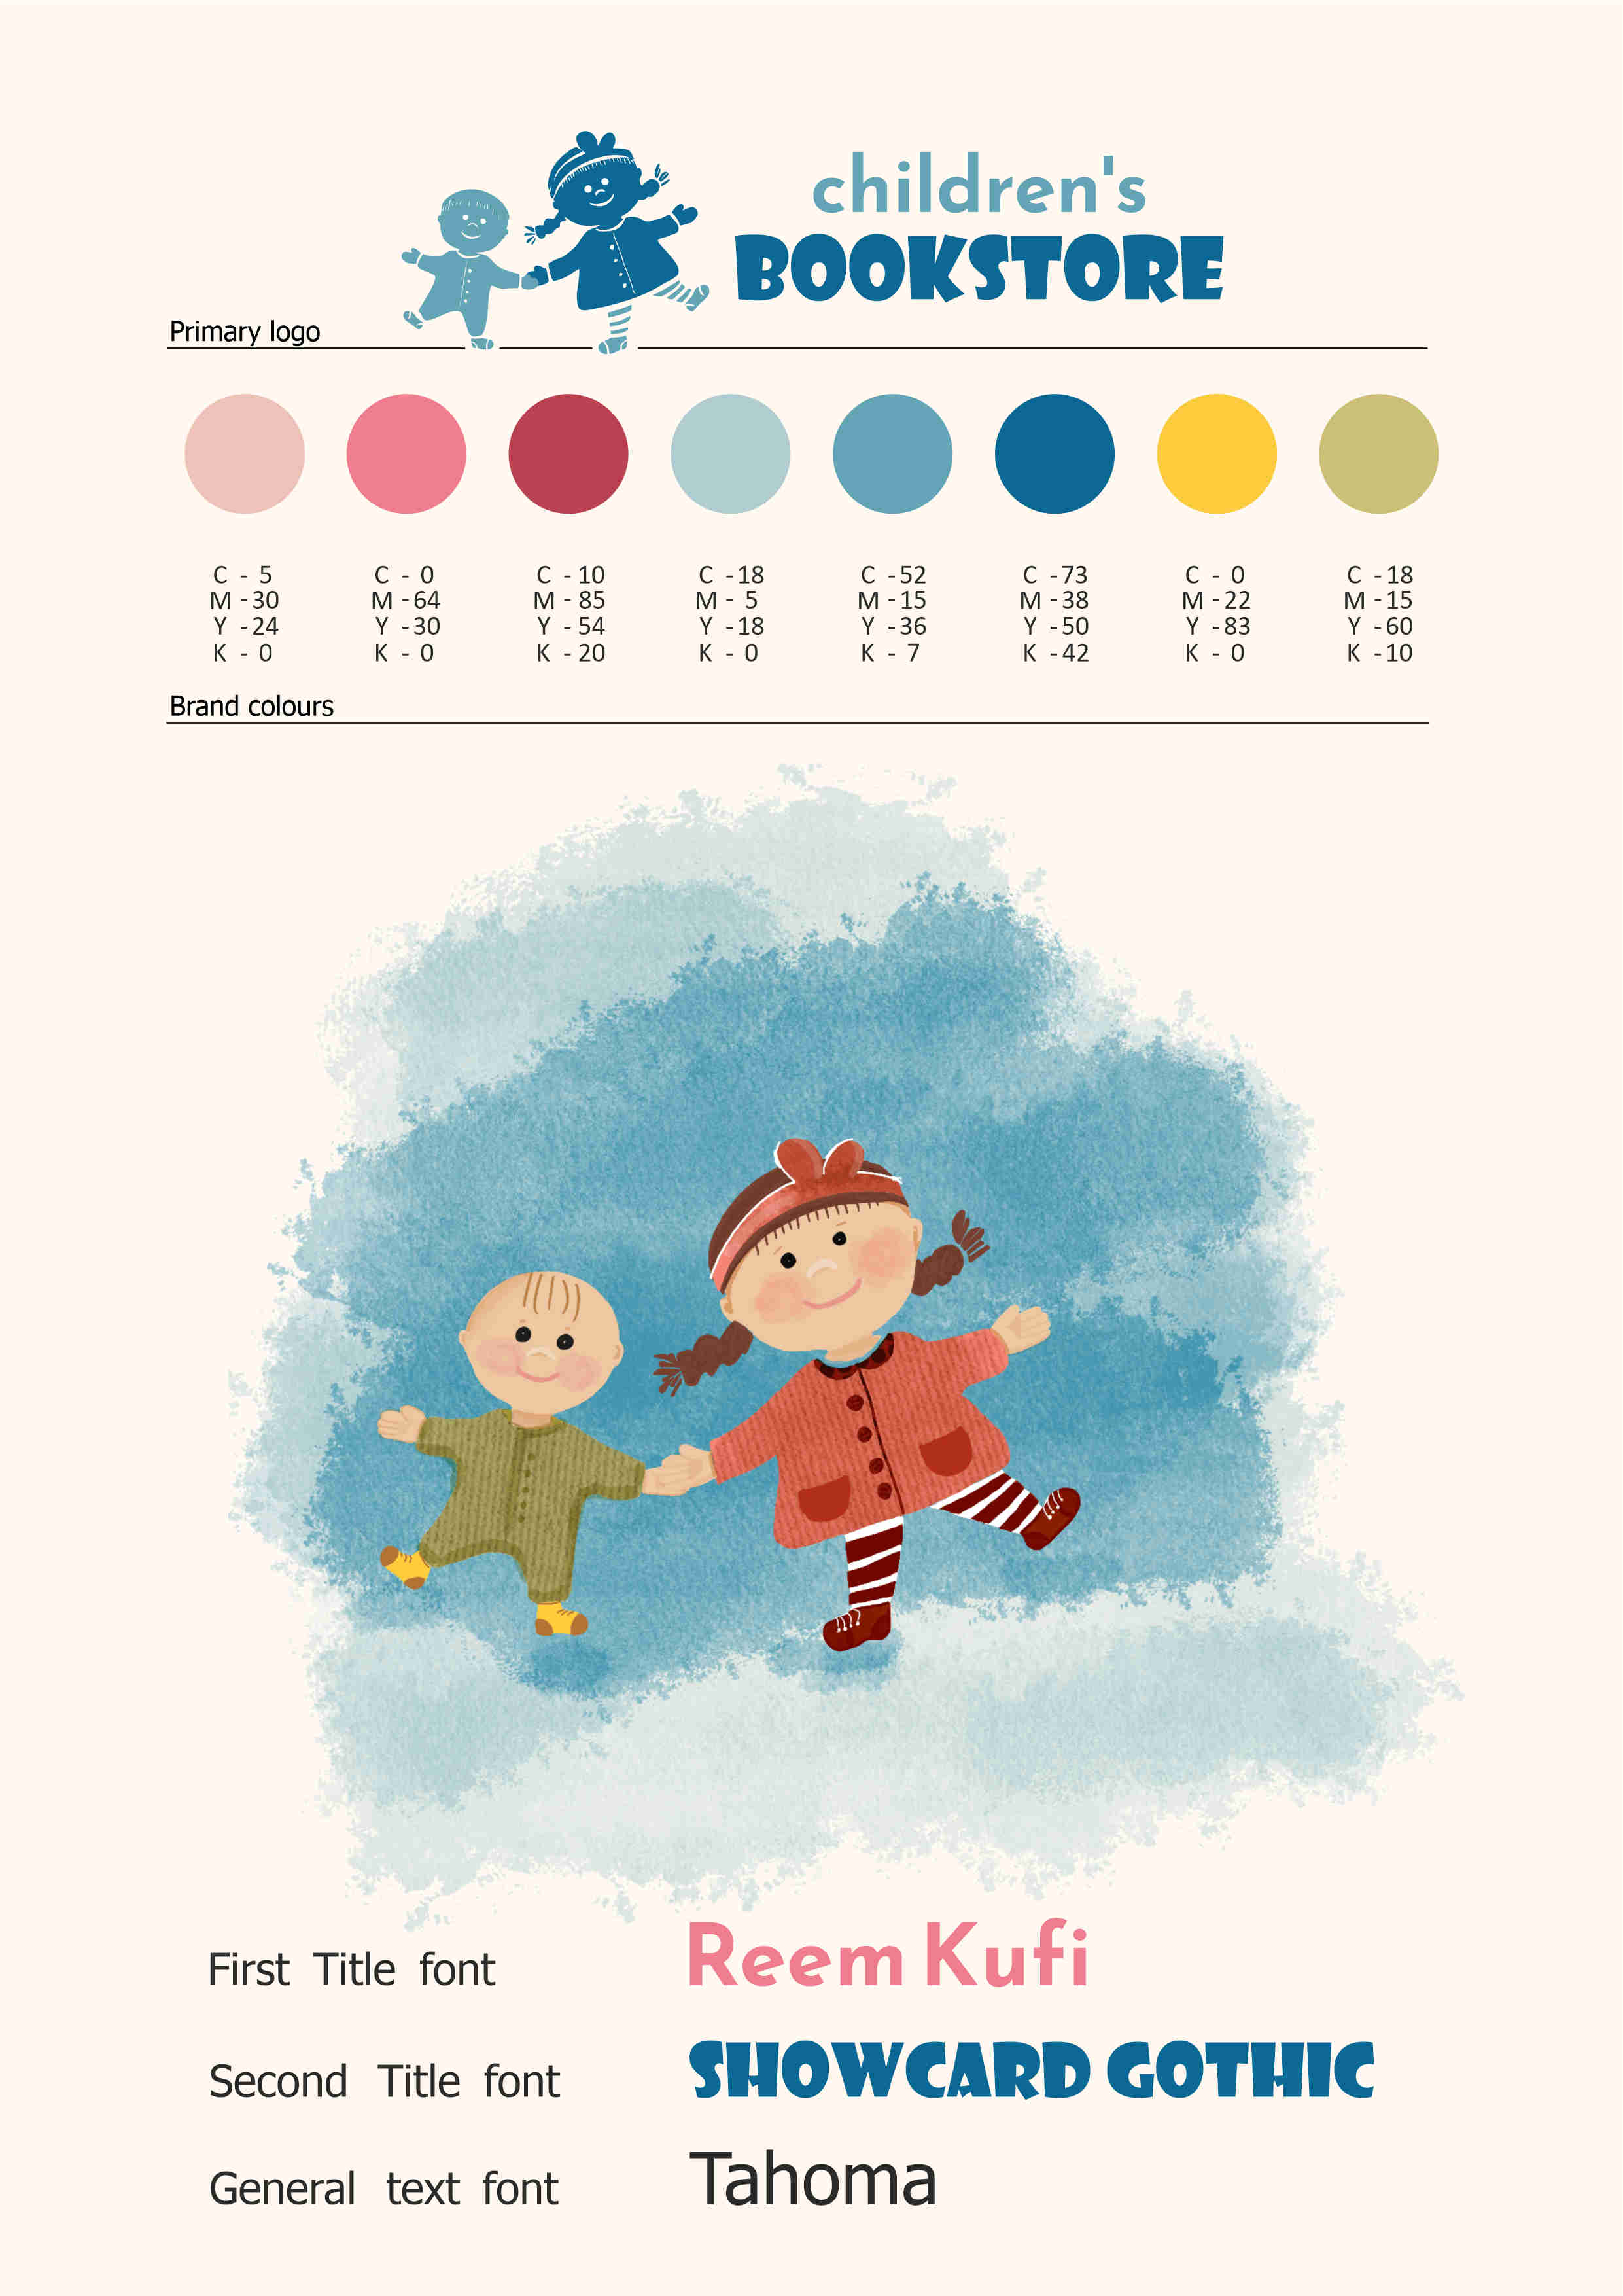 children's
BOOKSTORE
Primary logo
C - 5
M - 30
Y - 24
K - 0
C - 0
M - 64
Y - 30
K - 0
C - 10
M - 85
Y - 54
K - 20
C - 18
M - 5
Y - 18
K - 0
C - 52
M - 15
Y - 36
K - 7
C - 73
M - 38
Y - 50
K - 42
C - 0
M - 22
Y - 83
K - 0
C - 18
M - 15
Y - 60
K - 10
Brand colours
First Title font
Reem Kufi
Second Title font
SHOWCARD GOTHIC
General text font
Tahoma